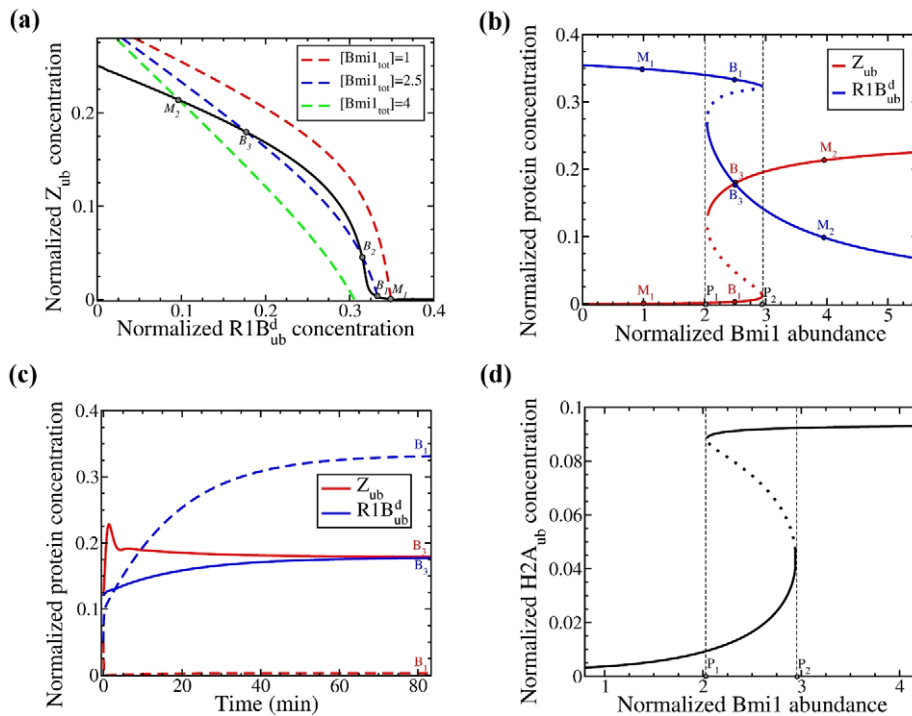 (a)
Normalized Z_ub concentration
0.2
0.1
0
0
0.1
0.2
0.3
0.4
Normalized R1B^d_ub concentration
[Bmi1_tot]=1
[Bmi1_tot]=2.5
[Bmi1_tot]=4
M_2
B_3
B_2
B_1
M_1
(b)
Normalized protein concentration
0.4
0.3
0.2
0.1
0
0
1
2
3
4
5
Normalized Bmi1 abundance
Z_ub
R1B^d_ub
M_1
B_1
B_3
B_3
M_2
M_2
M_1
P_1
B_1
P_2
(c)
Normalized protein concentration
0.4
0.3
0.2
0.1
0
0
20
40
60
80
Time (min)
Z_ub
R1B^d_ub
B_1
B_3
B_3
B_1
(d)
Normalized H2A_ub concentration
0.1
0.08
0.06
0.04
0.02
0
1
2
3
4
Normalized Bmi1 abundance
P_1
P_2